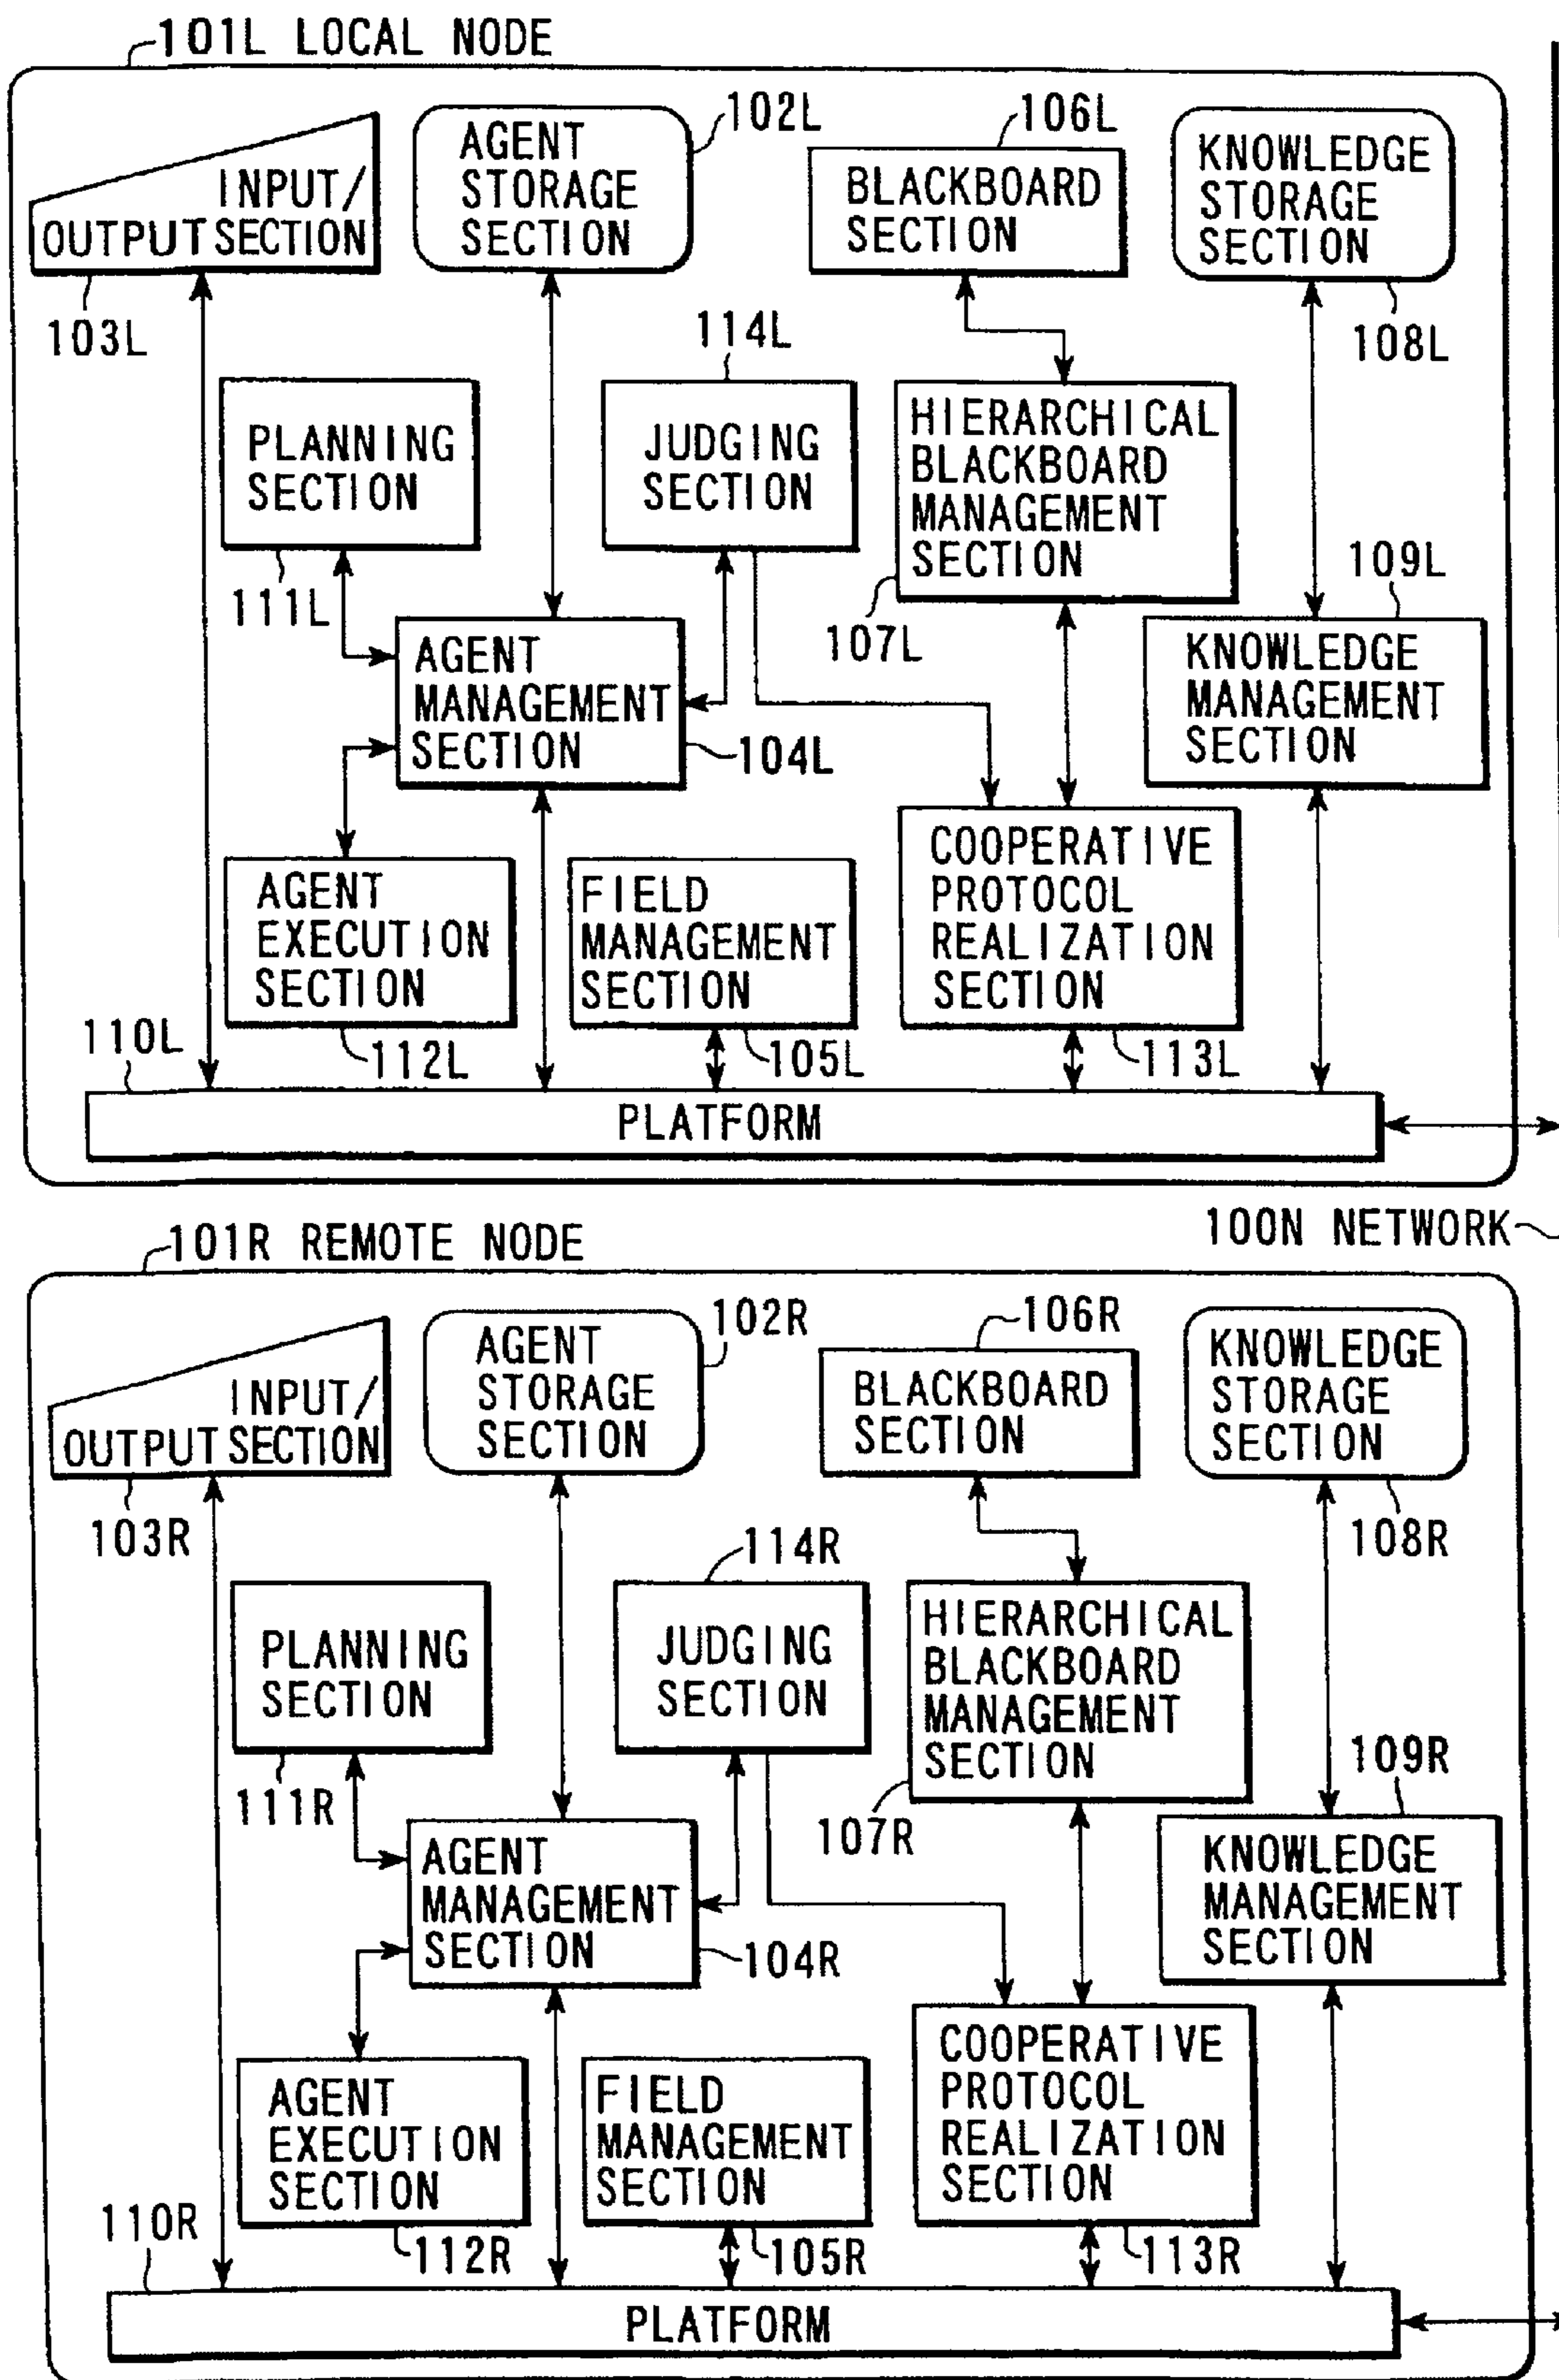 101L LOCAL NODE
INPUT/
OUTPUT SECTION
103L
AGENT
STORAGE
SECTION
102L
106L
BLACKBOARD
SECTION
KNOWLEDGE
STORAGE
SECTION
108L
PLANNING
SECTION
111L
114L
JUDGING
SECTION
HIERARCHICAL
BLACKBOARD
MANAGEMENT
SECTION
107L
109L
KNOWLEDGE
MANAGEMENT
SECTION
AGENT
MANAGEMENT
SECTION
104L
AGENT
EXECUTION
SECTION
112L
FIELD
MANAGEMENT
SECTION
105L
COOPERATIVE
PROTOCOL
REALIZATION
SECTION
113L
110L
PLATFORM
100N NETWORK
101R REMOTE NODE
INPUT/
OUTPUT SECTION
103R
AGENT
STORAGE
SECTION
102R
106R
BLACKBOARD
SECTION
KNOWLEDGE
STORAGE
SECTION
108R
PLANNING
SECTION
111R
114R
JUDGING
SECTION
HIERARCHICAL
BLACKBOARD
MANAGEMENT
SECTION
107R
109R
KNOWLEDGE
MANAGEMENT
SECTION
AGENT
MANAGEMENT
SECTION
104R
AGENT
EXECUTION
SECTION
112R
FIELD
MANAGEMENT
SECTION
105R
COOPERATIVE
PROTOCOL
REALIZATION
SECTION
113R
110R
PLATFORM